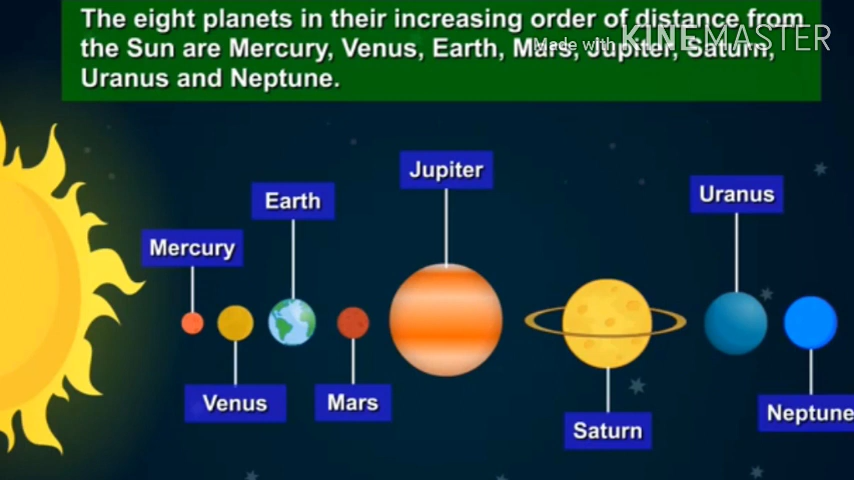 The eight planets in their increasing order of distance from
the Sun are Mercury, Venus, Earth, Mars, Jupiter, Saturn,
Uranus and Neptune.
Made with KINEMASTER
Jupiter
Earth
Uranus
Mercury
Venus
Mars
Saturn
Neptune